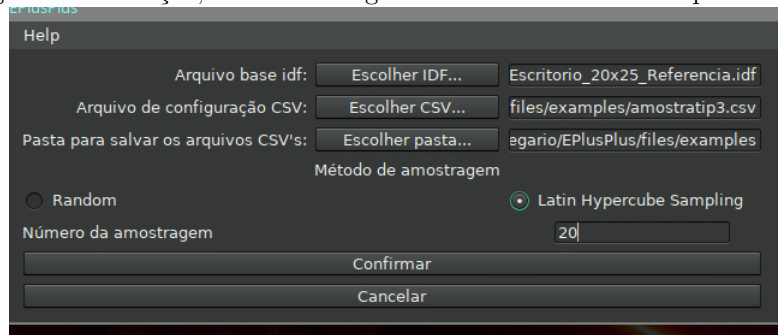 EPlusPlus
Help
Arquivo base idf: Escolher IDF... Escritorio_20x25_Referencia.idf
Arquivo de configuração CSV: Escolher CSV... files/examples/amostratip3.csv
Pasta para salvar os arquivos CSV's: Escolher pasta... egario/EPlusPlus/files/examples
Método de amostragem
Random Latin Hypercube Sampling
Número da amostragem 20
Confirmar
Cancelar